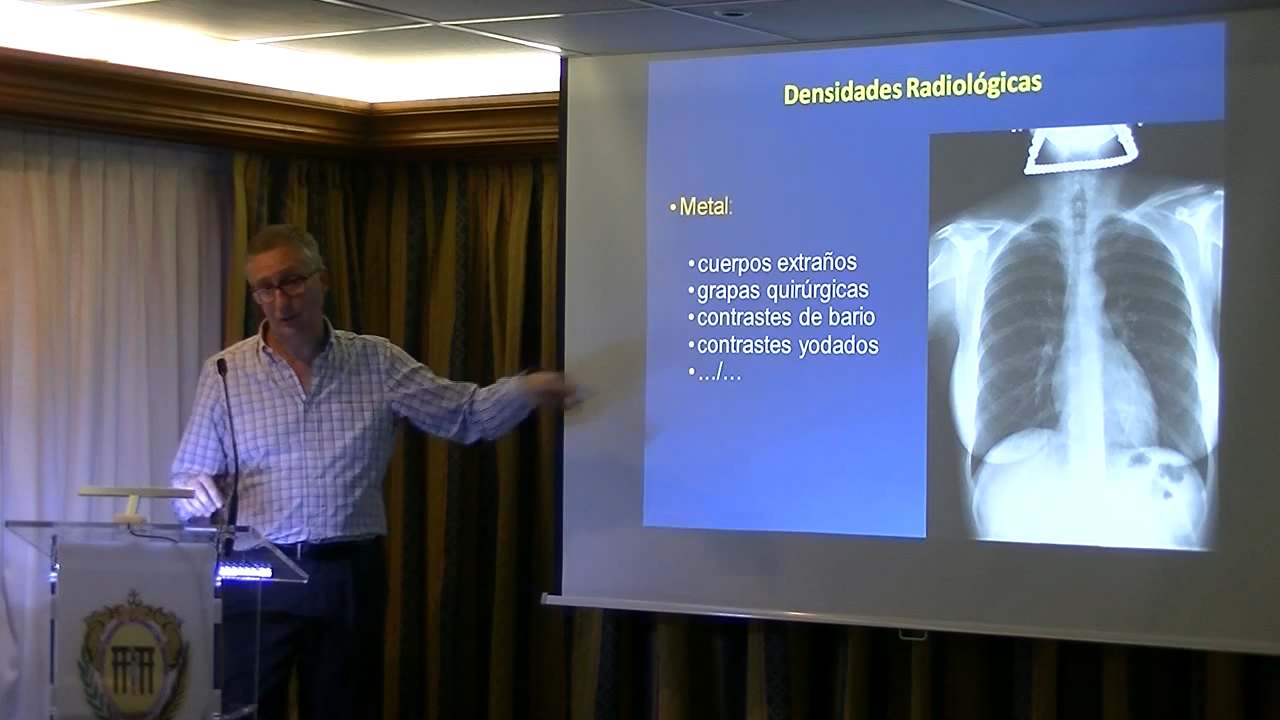 Densidades Radiológicas
•Metal:
•cuerpos extraños
•grapas quirúrgicas
•contrastes de bario
•contrastes yodados
•.../...